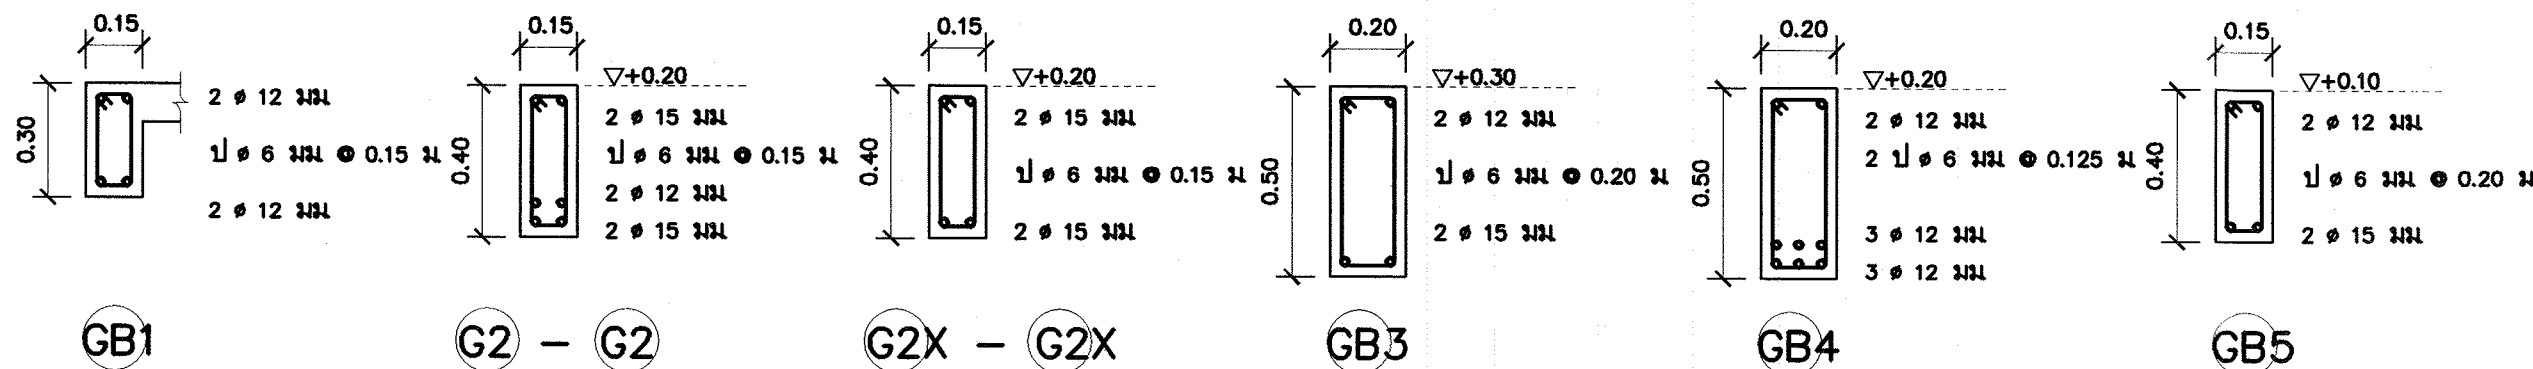 0.15
0.30
2 ø 12 มม
ป ø 6 มม @ 0.15 ม
2 ø 12 มม
GB1
0.15
0.40
▽+0.20
2 ø 15 มม
ป ø 6 มม @ 0.15 ม
2 ø 12 มม
2 ø 15 มม
G2 – G2
0.15
0.40
▽+0.20
2 ø 15 มม
ป ø 6 มม @ 0.15 ม
2 ø 15 มม
G2X – G2X
0.20
0.50
▽+0.30
2 ø 12 มม
ป ø 6 มม @ 0.20 ม
2 ø 15 มม
GB3
0.20
0.50
▽+0.20
2 ø 12 มม
2 ป ø 6 มม @ 0.125 ม
3 ø 12 มม
3 ø 12 มม
GB4
0.15
0.40
▽+0.10
2 ø 12 มม
ป ø 6 มม @ 0.20 ม
2 ø 15 มม
GB5